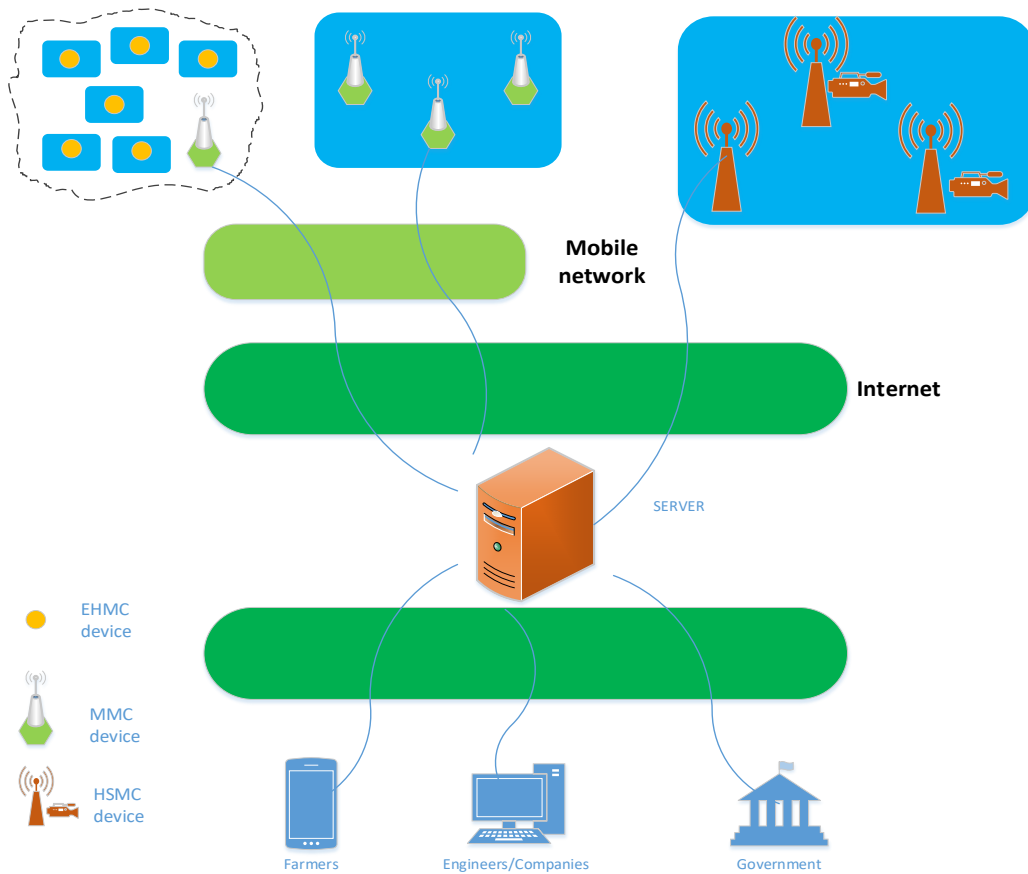 Mobile
network
Internet
SERVER
EHMC
device
MMC
device
HSMC
device
Farmers
Engineers/Companies
Government